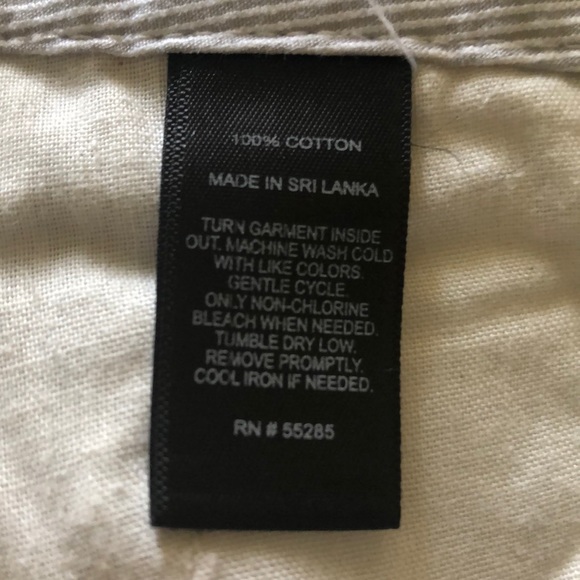 100% COTTON
MADE IN SRI LANKA
TURN GARMENT INSIDE
OUT. MACHINE WASH COLD
WITH LIKE COLORS.
GENTLE CYCLE.
ONLY NON-CHLORINE
BLEACH WHEN NEEDED.
TUMBLE DRY LOW.
REMOVE PROMPTLY.
COOL IRON IF NEEDED.
RN # 55285